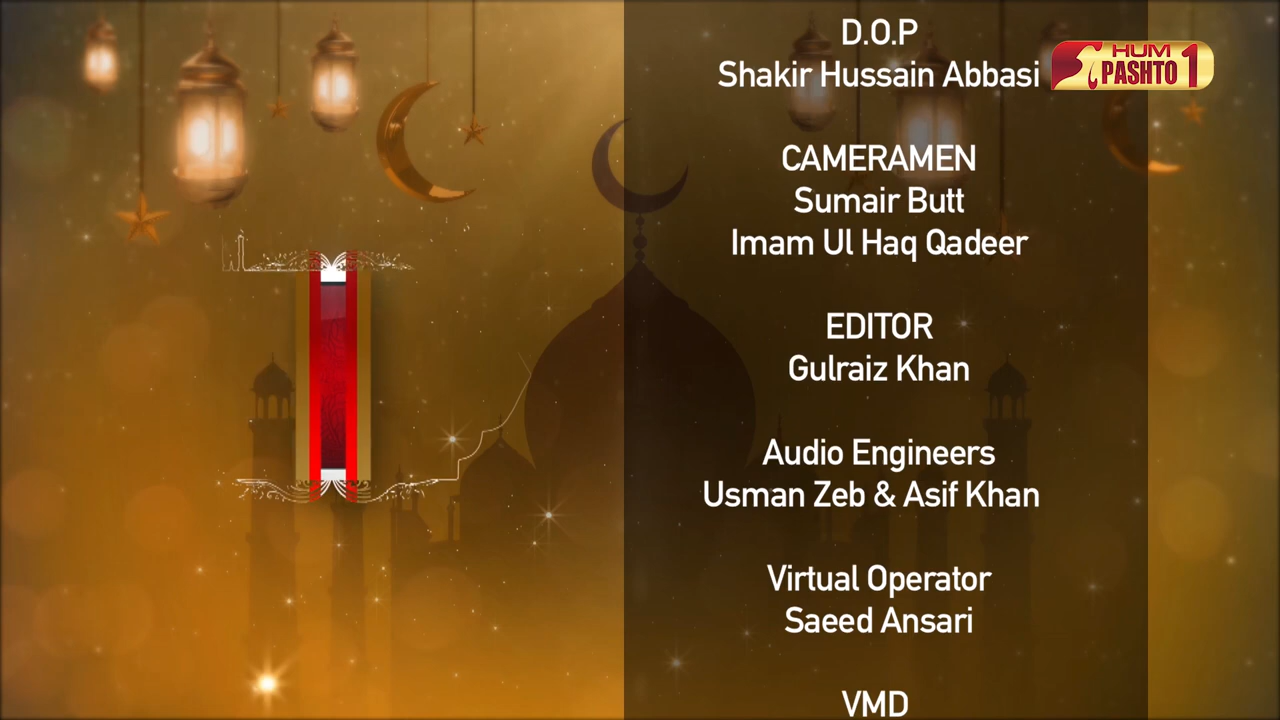 D.O.P
Shakir Hussain Abbasi
HUM
PASHTO 1
CAMERAMEN
Sumair Butt
Imam Ul Haq Qadeer
EDITOR
Gulraiz Khan
Audio Engineers
Usman Zeb & Asif Khan
Virtual Operator
Saeed Ansari
VMD